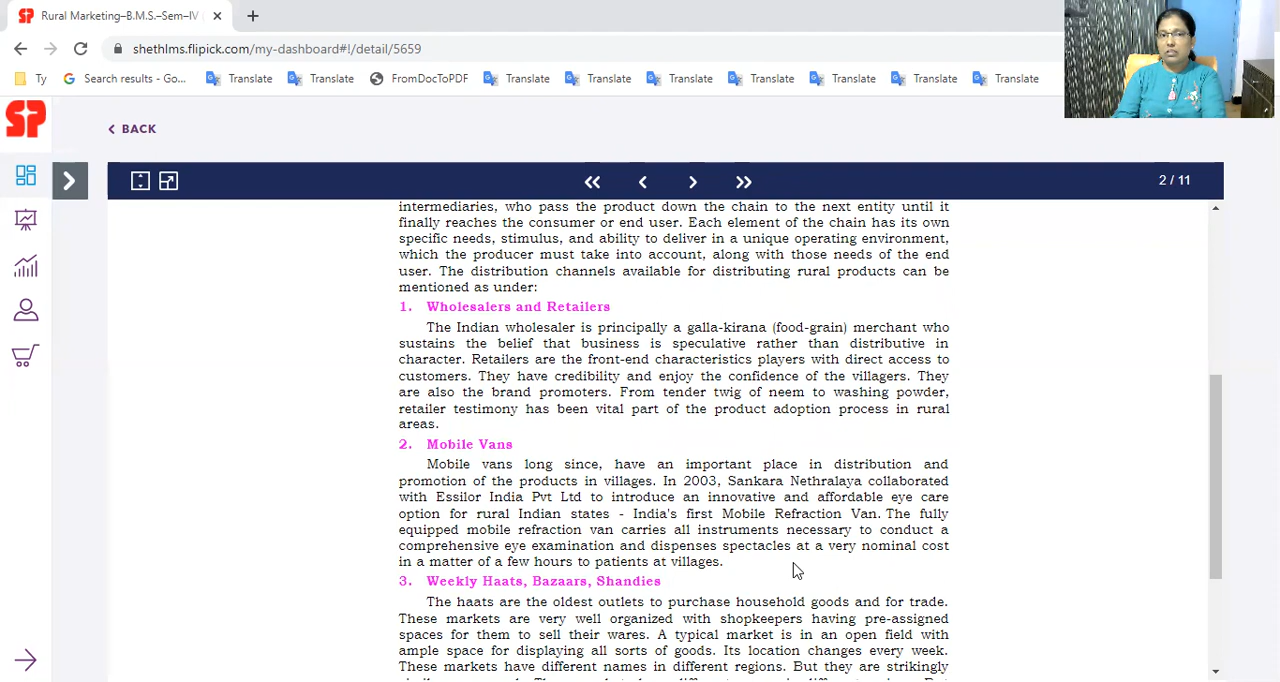 Rural Marketing–B.M.S.–Sem–IV
shethlms.flipick.com/my-dashboard#!/detail/5659
Ty
Search results - Go...
Translate
Translate
FromDocToPDF
Translate
Translate
Translate
Translate
Translate
Translate
Translate
SP
BACK
2 / 11
intermediaries, who pass the product down the chain to the next entity until it
finally reaches the consumer or end user. Each element of the chain has its own
specific needs, stimulus, and ability to deliver in a unique operating environment,
which the producer must take into account, along with those needs of the end
user. The distribution channels available for distributing rural products can be
mentioned as under:
1. Wholesalers and Retailers
The Indian wholesaler is principally a galla-kirana (food-grain) merchant who
sustains the belief that business is speculative rather than distributive in
character. Retailers are the front-end characteristics players with direct access to
customers. They have credibility and enjoy the confidence of the villagers. They
are also the brand promoters. From tender twig of neem to washing powder,
retailer testimony has been vital part of the product adoption process in rural
areas.
2. Mobile Vans
Mobile vans long since, have an important place in distribution and
promotion of the products in villages. In 2003, Sankara Nethralaya collaborated
with Essilor India Pvt Ltd to introduce an innovative and affordable eye care
option for rural Indian states - India's first Mobile Refraction Van. The fully
equipped mobile refraction van carries all instruments necessary to conduct a
comprehensive eye examination and dispenses spectacles at a very nominal cost
in a matter of a few hours to patients at villages.
3. Weekly Haats, Bazaars, Shandies
The haats are the oldest outlets to purchase household goods and for trade.
These markets are very well organized with shopkeepers having pre-assigned
spaces for them to sell their wares. A typical market is in an open field with
ample space for displaying all sorts of goods. Its location changes every week.
These markets have different names in different regions. But they are strikingly